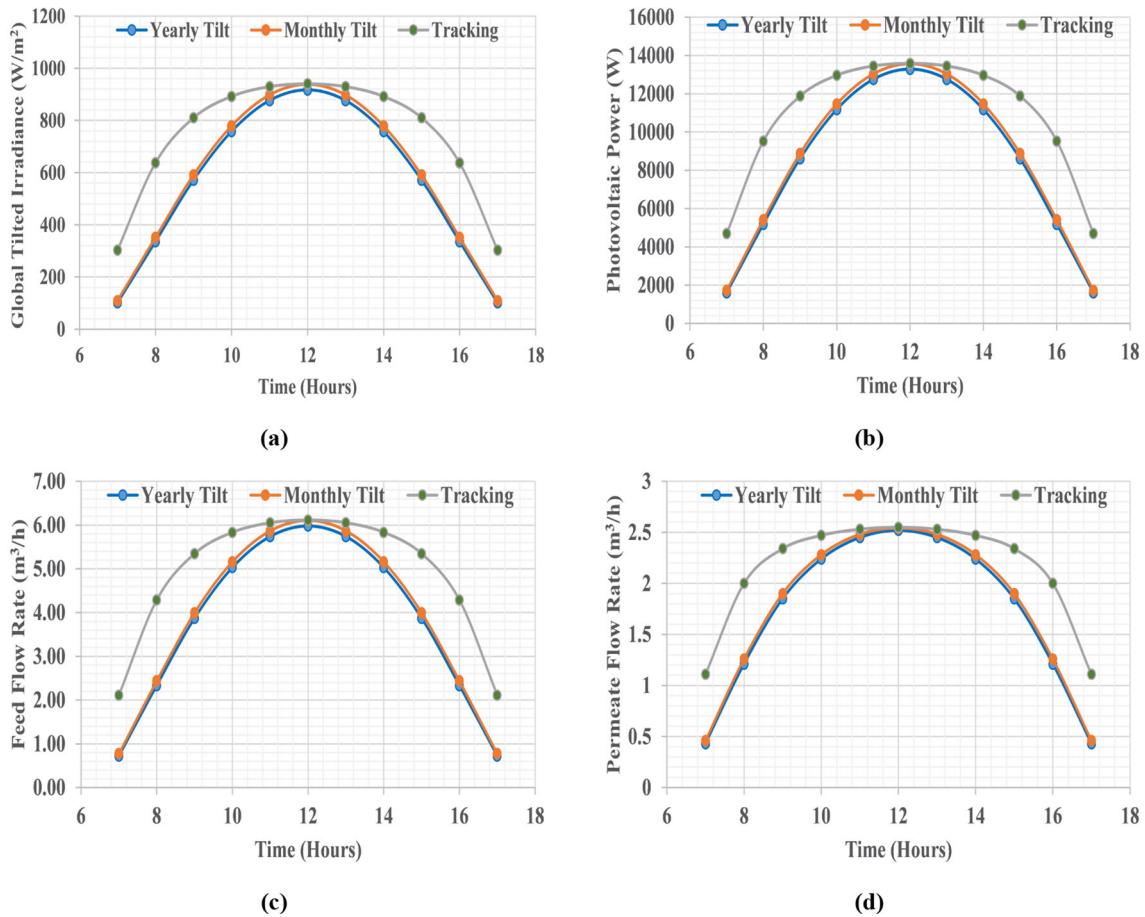 Yearly Tilt Monthly Tilt Tracking
Global Tilted Irradiance (W/m²)
1200
1000
800
600
400
200
0
6 8 10 12 14 16 18
Time (Hours)
(a)
Yearly Tilt Monthly Tilt Tracking
Photovoltaic Power (W)
16000
14000
12000
10000
8000
6000
4000
2000
0
6 8 10 12 14 16 18
Time (Hours)
(b)
Yearly Tilt Monthly Tilt Tracking
Feed Flow Rate (m³/h)
7.00
6.00
5.00
4.00
3.00
2.00
1.00
0.00
6 8 10 12 14 16 18
Time (Hours)
(c)
Yearly Tilt Monthly Tilt Tracking
Permeate Flow Rate (m³/h)
3
2.5
2
1.5
1
0.5
0
6 8 10 12 14 16 18
Time (Hours)
(d)